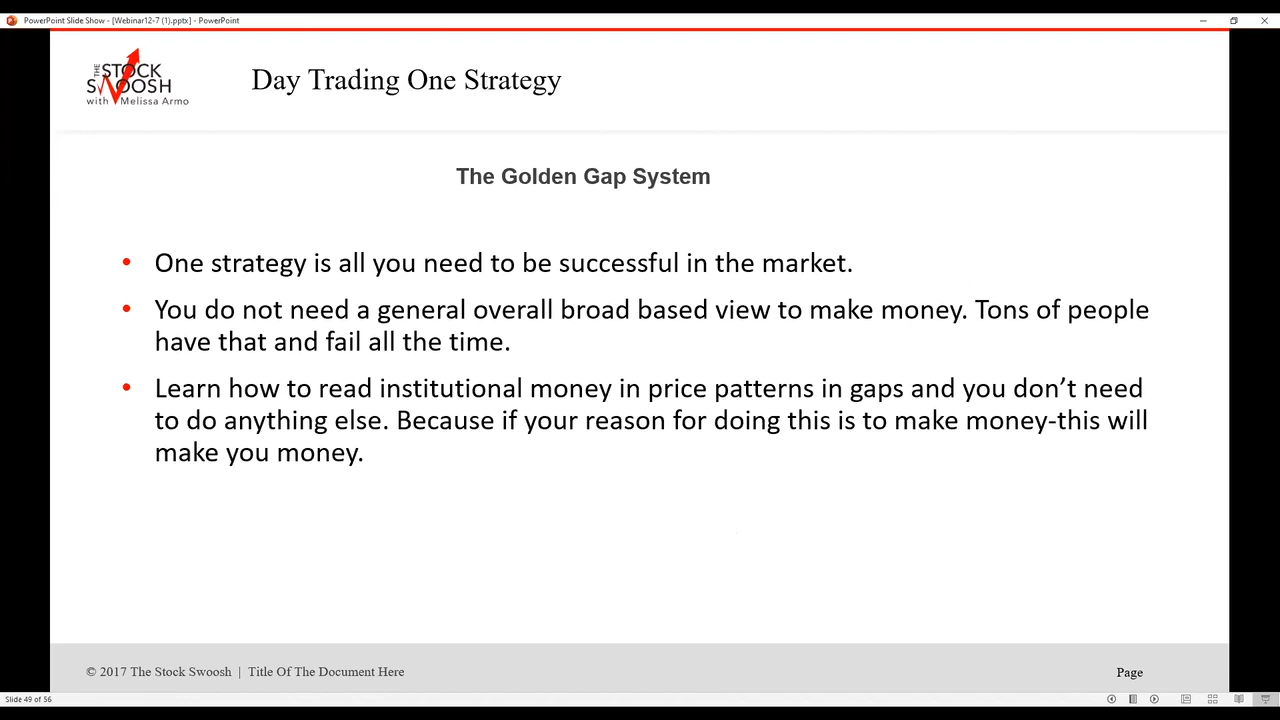 PowerPoint Slide Show - [Webinar12-7 (1).pptx] - PowerPoint
THE
STOCK
SWOOSH
with Melissa Armo
Day Trading One Strategy
The Golden Gap System
• One strategy is all you need to be successful in the market.
• You do not need a general overall broad based view to make money. Tons of people
have that and fail all the time.
• Learn how to read institutional money in price patterns in gaps and you don’t need
to do anything else. Because if your reason for doing this is to make money-this will
make you money.
© 2017 The Stock Swoosh | Title Of The Document Here
Page
Slide 49 of 56